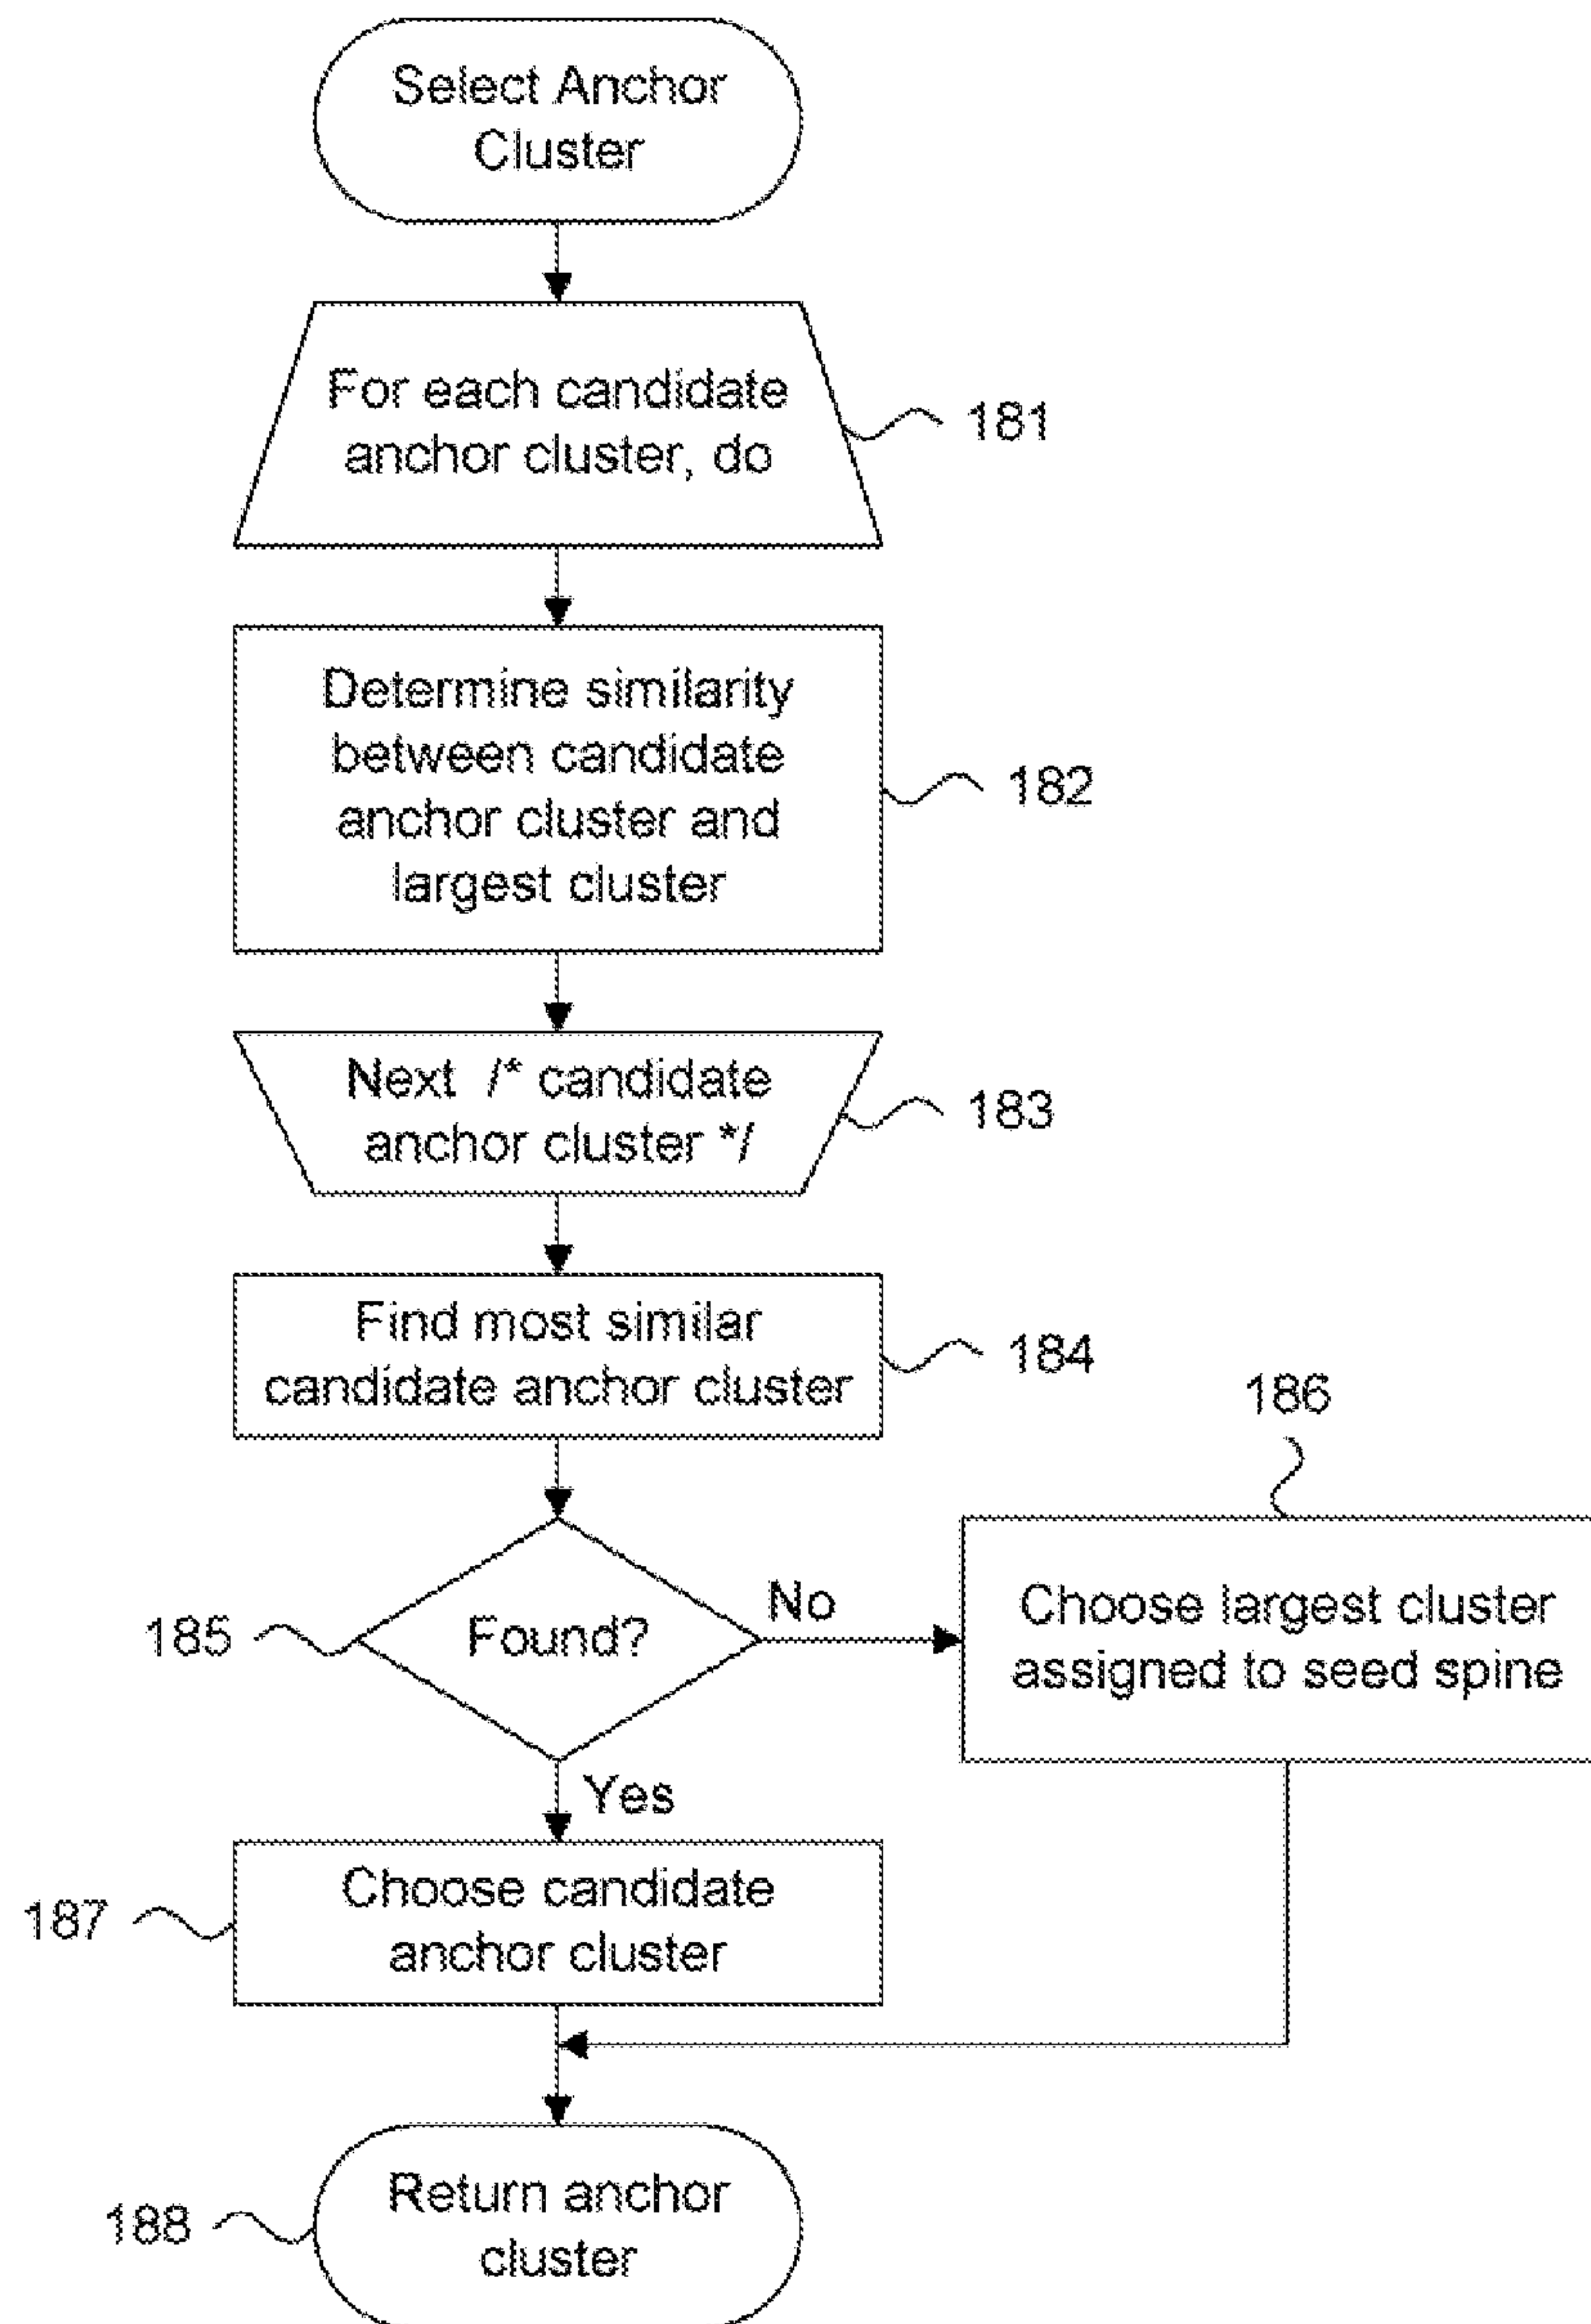 Select Anchor
Cluster
For each candidate
anchor cluster, do
181
Determine similarity
between candidate
anchor cluster and
largest cluster
182
Next /* candidate
anchor cluster */
183
Find most similar
candidate anchor cluster
184
186
185
Found?
No
Choose largest cluster
assigned to seed spine
Yes
187
Choose candidate
anchor cluster
188
Return anchor
cluster